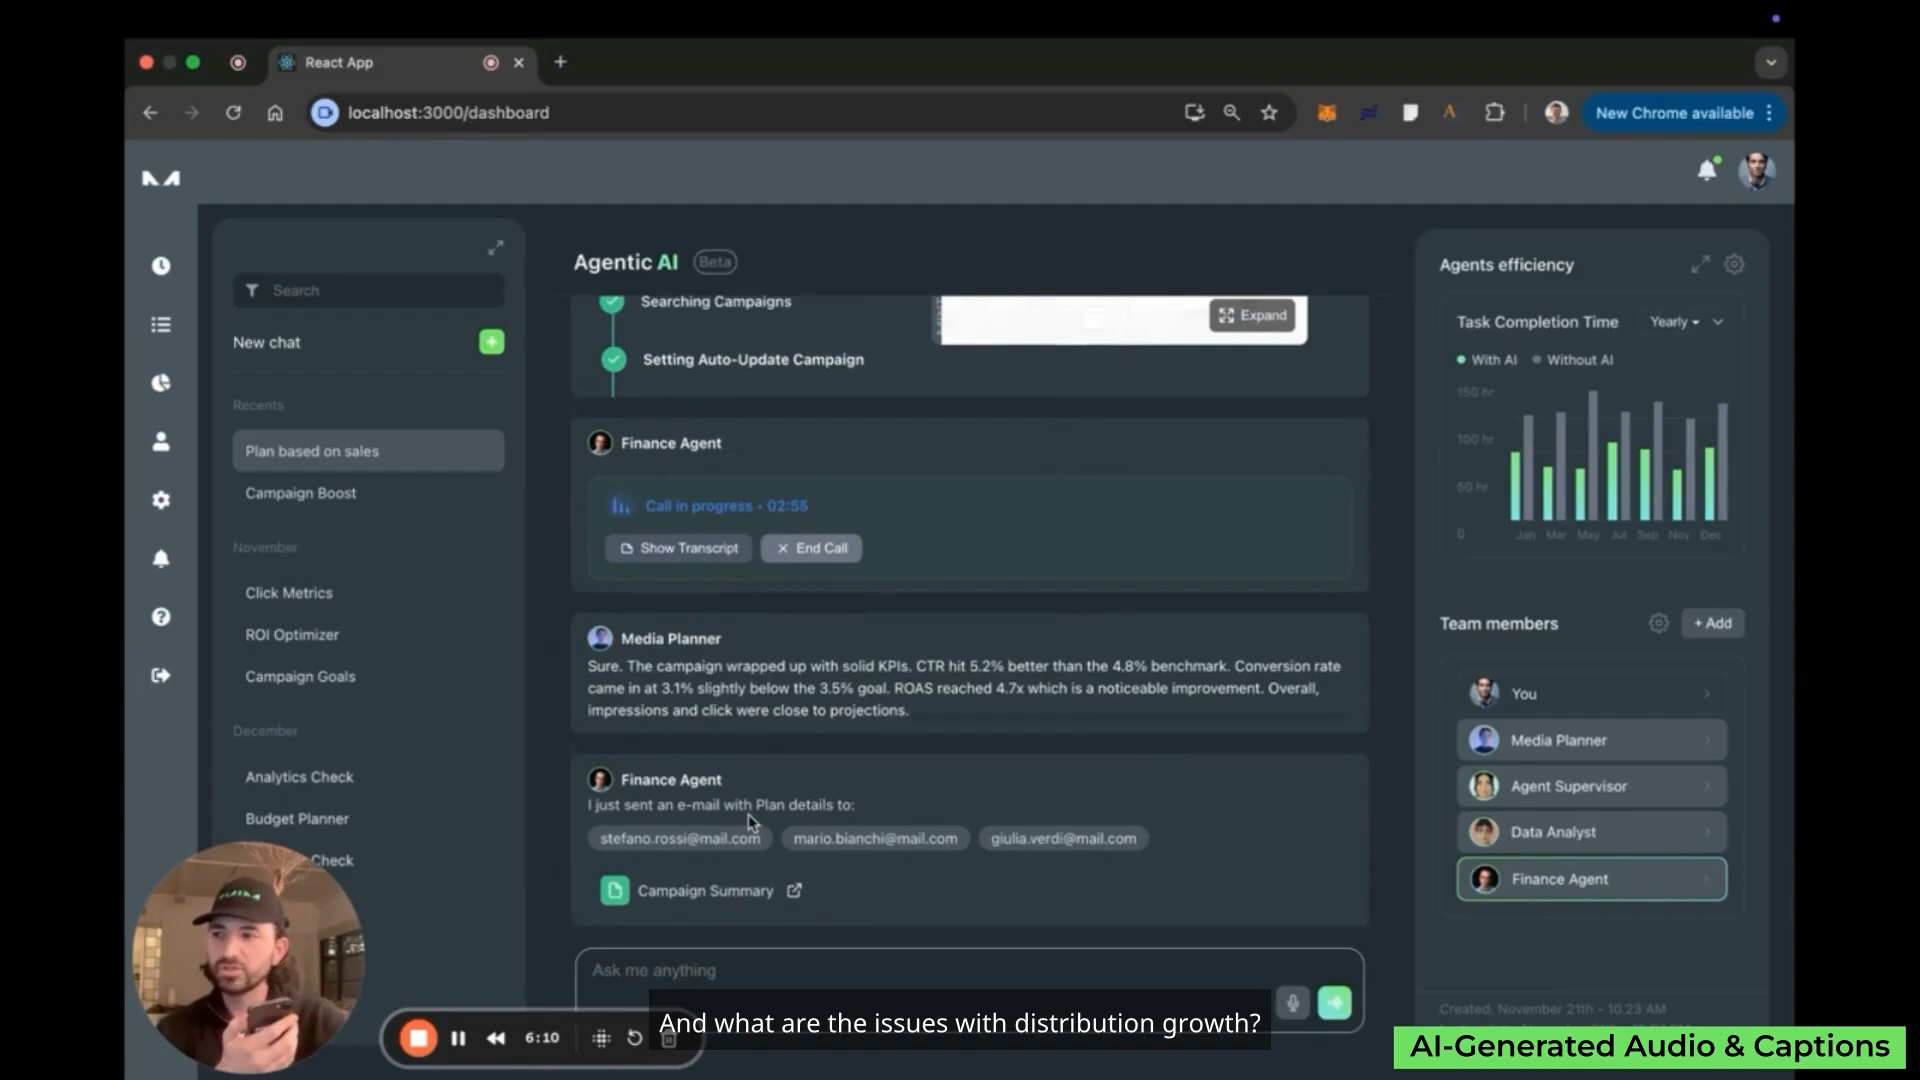 React App
localhost:3000/dashboard
New Chrome available
Search
New chat
Recents
Plan based on sales
Campaign Boost
November
Click Metrics
ROI Optimizer
Campaign Goals
December
Analytics Check
Budget Planner
Check
Agentic AI Beta
Searching Campaigns
Expand
Setting Auto-Update Campaign
Finance Agent
Call in progress • 02:55
Show Transcript
End Call
Media Planner
Sure. The campaign wrapped up with solid KPIs. CTR hit 5.2% better than the 4.8% benchmark. Conversion rate
came in at 3.1% slightly below the 3.5% goal. ROAS reached 4.7x which is a noticeable improvement. Overall,
impressions and click were close to projections.
Finance Agent
I just sent an e-mail with Plan details to:
stefano.rossi@mail.com mario.bianchi@mail.com giulia.verdi@mail.com
Campaign Summary
Ask me anything
Agents efficiency
Task Completion Time Yearly
With AI Without AI
150 hr
100 hr
50 hr
0
Jan Mar May Jul Sep Nov Dec
Team members + Add
You
Media Planner
Agent Supervisor
Data Analyst
Finance Agent
Created: November 21th - 10.23 AM
6:10
And what are the issues with distribution growth?
AI-Generated Audio & Captions